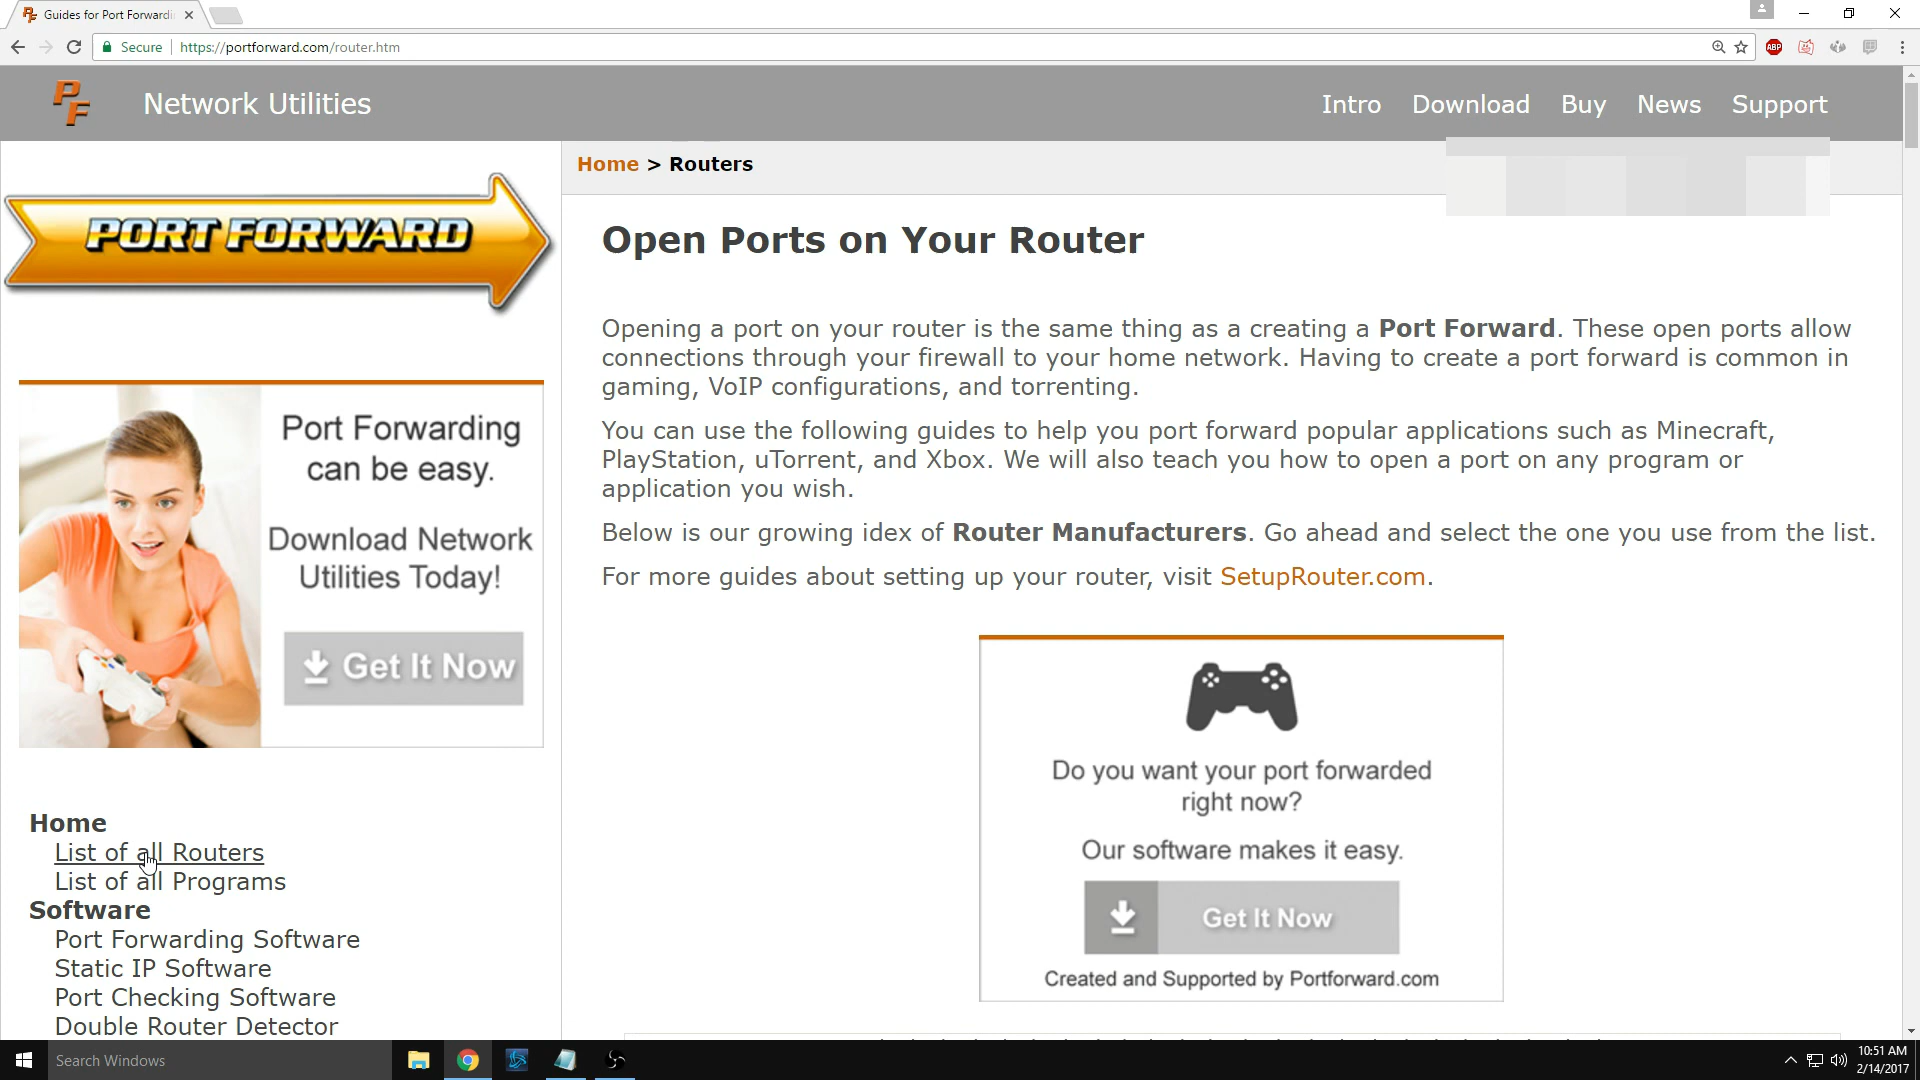 Guides for Port Forwardi
Secure https://portforward.com/router.htm
ABP
PF
Network Utilities
Intro Download Buy News Support
Home > Routers
PORT FORWARD
Open Ports on Your Router
Opening a port on your router is the same thing as a creating a Port Forward. These open ports allow
connections through your firewall to your home network. Having to create a port forward is common in
gaming, VoIP configurations, and torrenting.
You can use the following guides to help you port forward popular applications such as Minecraft,
PlayStation, uTorrent, and Xbox. We will also teach you how to open a port on any program or
application you wish.
Below is our growing idex of Router Manufacturers. Go ahead and select the one you use from the list.
For more guides about setting up your router, visit SetupRouter.com.
Port Forwarding
can be easy.
Download Network
Utilities Today!
Get It Now
Do you want your port forwarded
right now?
Our software makes it easy.
Get It Now
Created and Supported by Portforward.com
Home
List of all Routers
List of all Programs
Software
Port Forwarding Software
Static IP Software
Port Checking Software
Double Router Detector
Search Windows
10:51 AM
2/14/2017